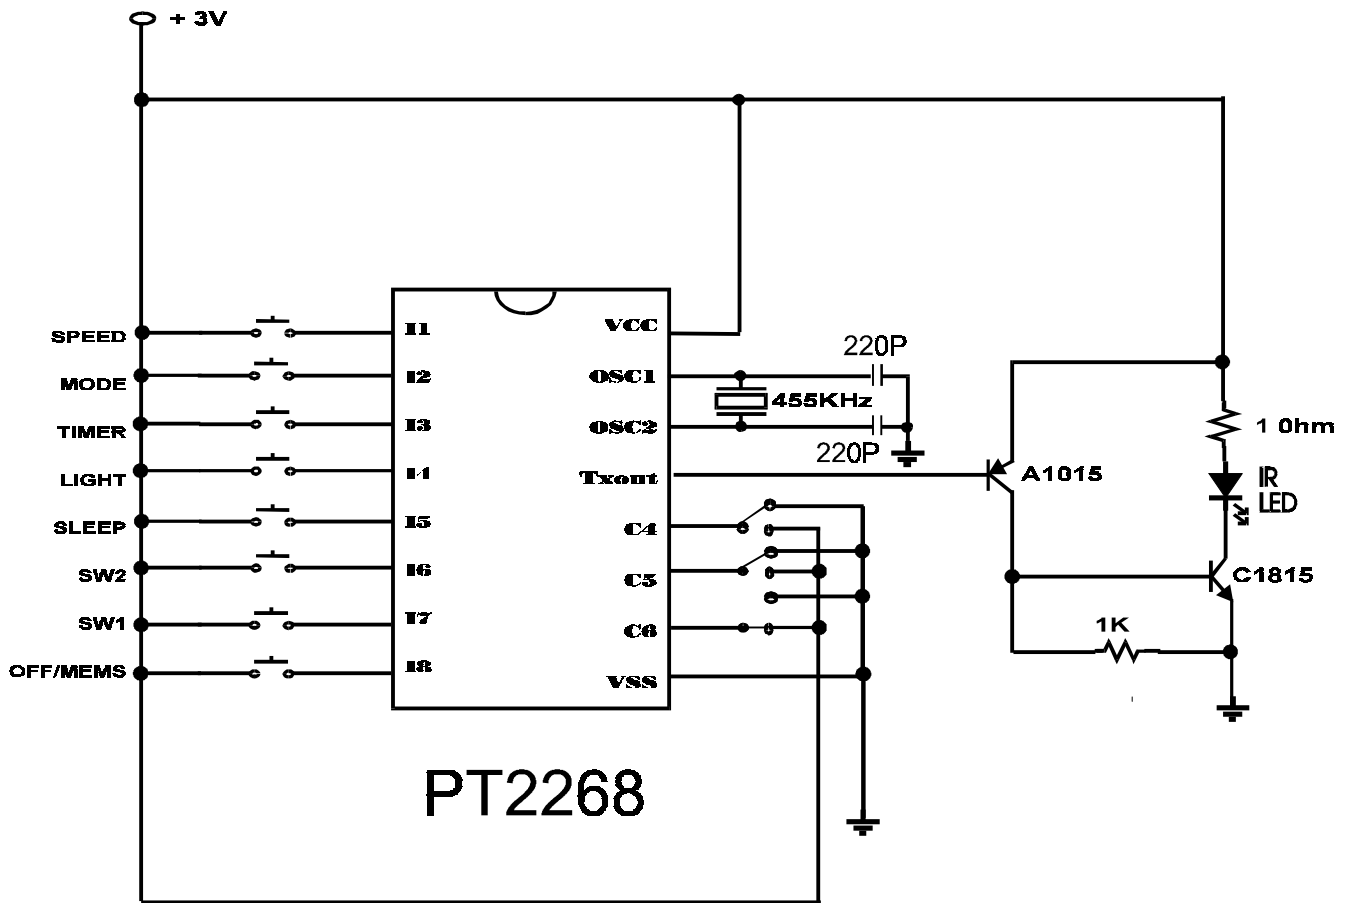 + 3V
SPEED
MODE
TIMER
LIGHT
SLEEP
SW2
SW1
OFF/MEMS
I1
I2
I3
I4
I5
I6
I7
I8
VCC
OSC1
OSC2
Txout
C4
C5
C6
VSS
220P
455KHz
220P
A1015
1 Ohm
IR
LED
C1815
1K
PT2268